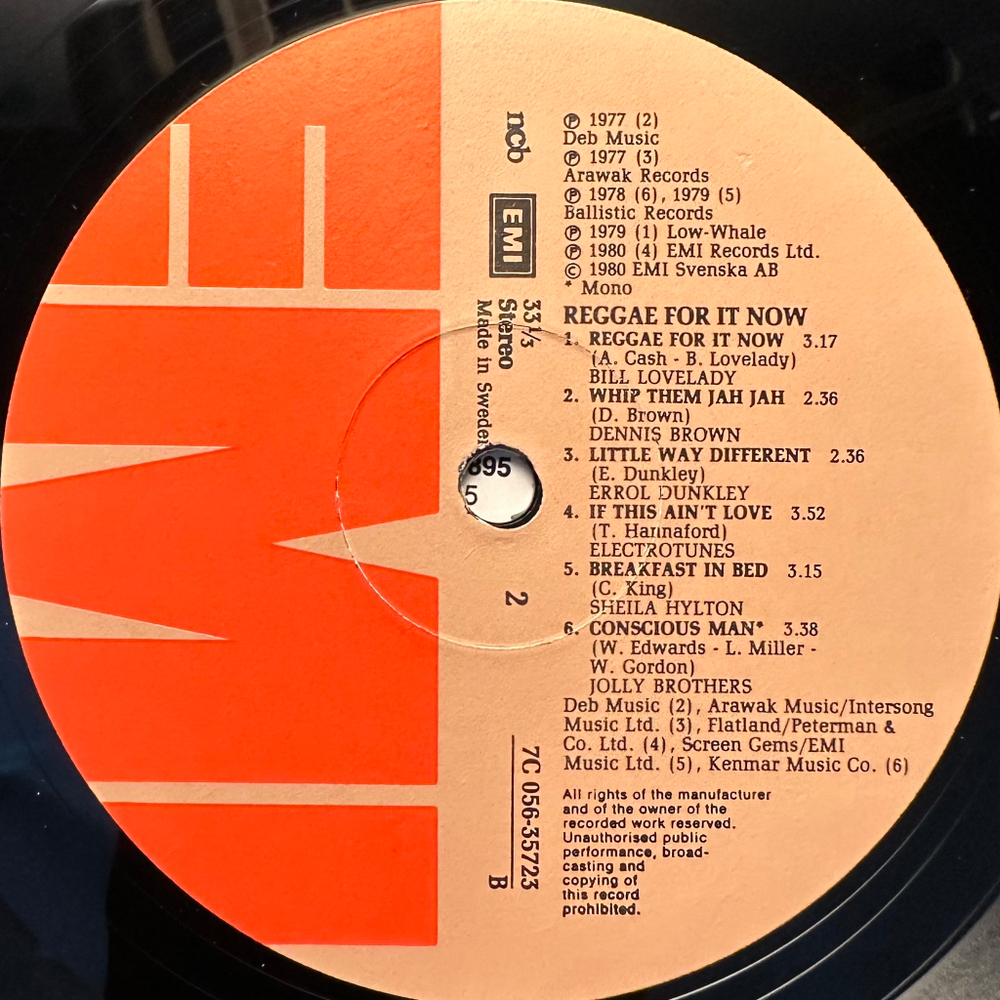 ℗ 1977 (2)
Deb Music
℗ 1977 (3)
Arawak Records
℗ 1978 (6), 1979 (5)
Ballistic Records
℗ 1979 (1) Low-Whale
℗ 1980 (4) EMI Records Ltd.
© 1980 EMI Svenska AB
* Mono
REGGAE FOR IT NOW
1. REGGAE FOR IT NOW 3.17
(A. Cash - B. Lovelady)
BILL LOVELADY
2. WHIP THEM JAH JAH 2.36
(D. Brown)
DENNIS BROWN
3. LITTLE WAY DIFFERENT 2.36
(E. Dunkley)
ERROL DUNKLEY
4. IF THIS AIN'T LOVE 3.52
(T. Hannaford)
ELECTROTUNES
5. BREAKFAST IN BED 3.15
(C. King)
SHEILA HYLTON
6. CONSCIOUS MAN* 3.38
(W. Edwards - L. Miller -
W. Gordon)
JOLLY BROTHERS
Deb Music (2), Arawak Music/Intersong
Music Ltd. (3), Flatland/Peterman &
Co. Ltd. (4), Screen Gems/EMI
Music Ltd. (5), Kenmar Music Co. (6)
All rights of the manufacturer
and of the owner of the
recorded work reserved.
Unauthorised public
performance, broad-
casting and
copying of
this record
prohibited.
ncb
EMI
33 1/3
Stereo
Made in Sweden
895
5
2
7C 056-35723
B
EMI